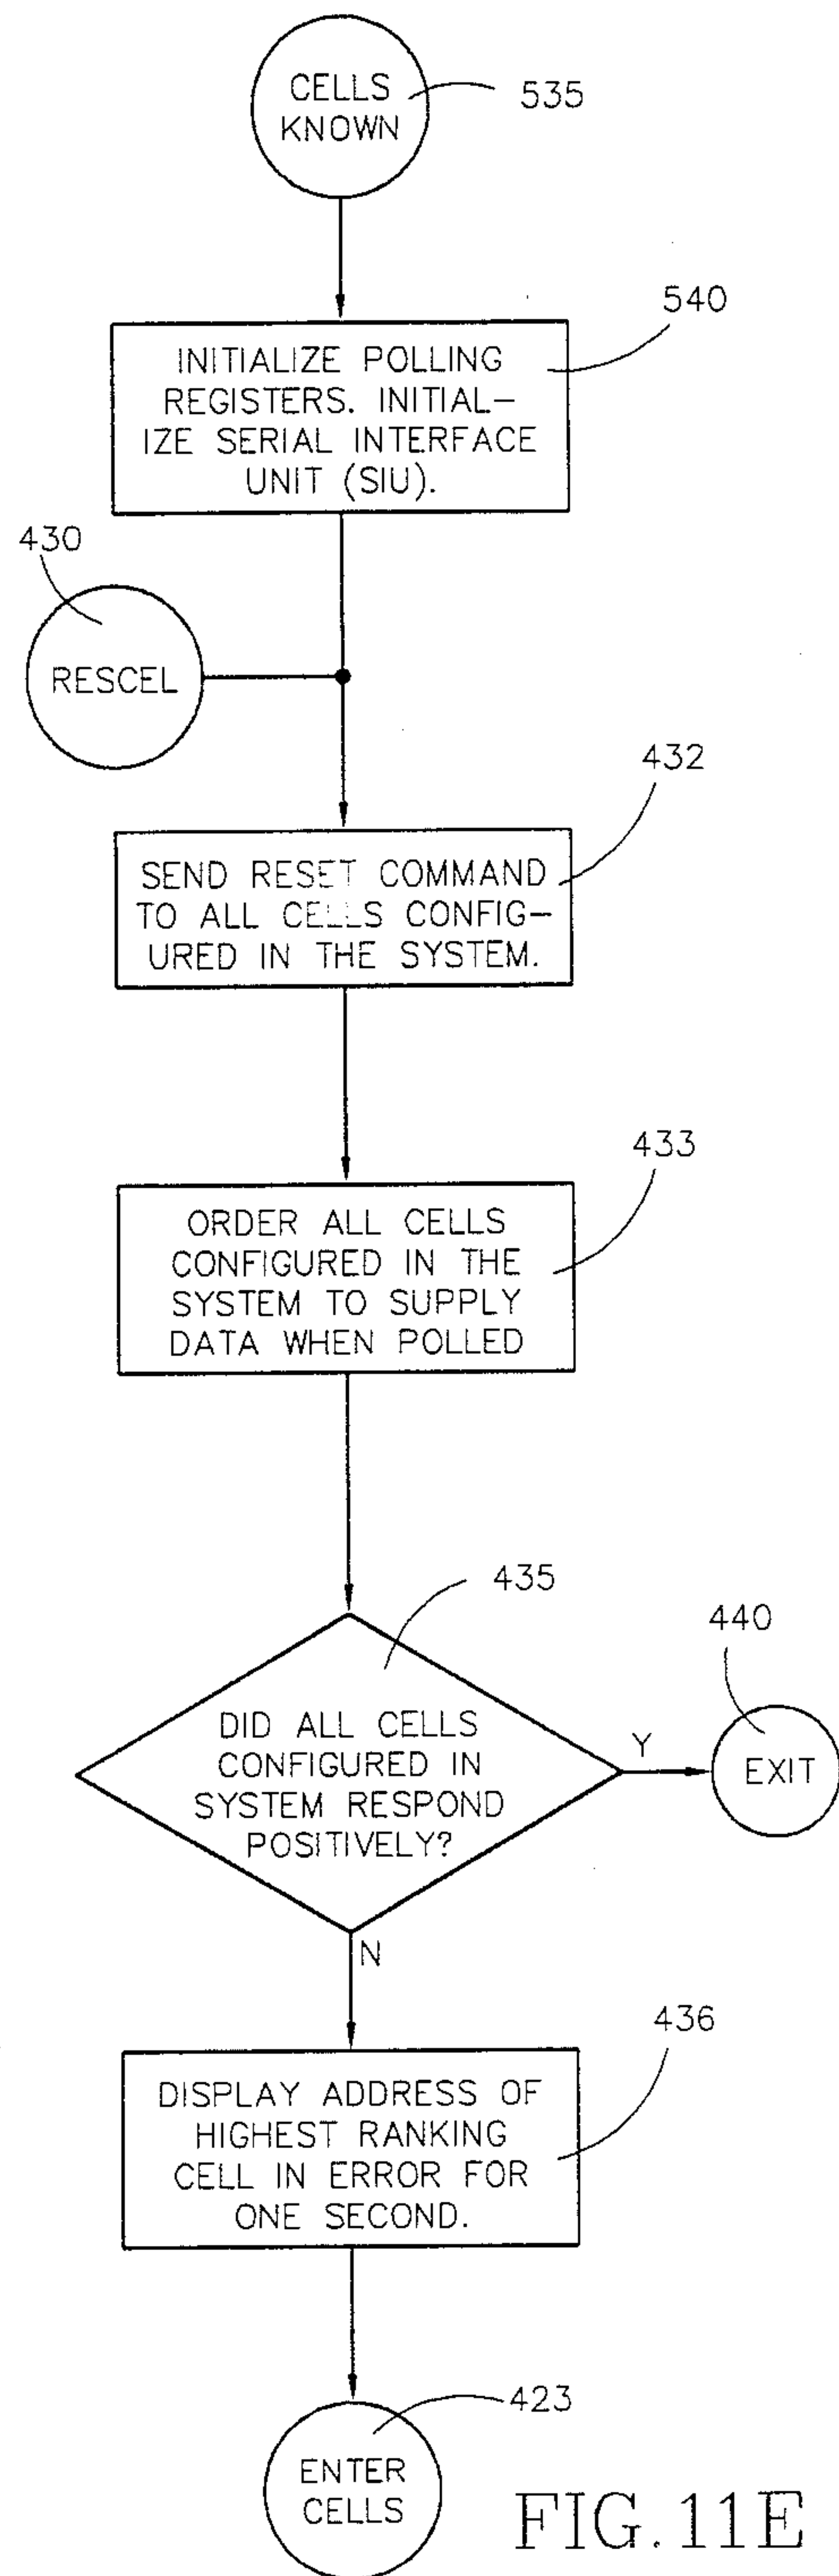 CELLS
KNOWN
535
540
INITIALIZE POLLING
REGISTERS. INITIAL-
IZE SERIAL INTERFACE
UNIT (SIU).
430
RESCEL
432
SEND RESET COMMAND
TO ALL CELLS CONFIG-
URED IN THE SYSTEM.
433
ORDER ALL CELLS
CONFIGURED IN THE
SYSTEM TO SUPPLY
DATA WHEN POLLED
435
440
DID ALL CELLS
CONFIGURED IN
SYSTEM RESPOND
POSITIVELY?
Y
EXIT
N
436
DISPLAY ADDRESS OF
HIGHEST RANKING
CELL IN ERROR FOR
ONE SECOND.
423
ENTER
CELLS
FIG. 11E